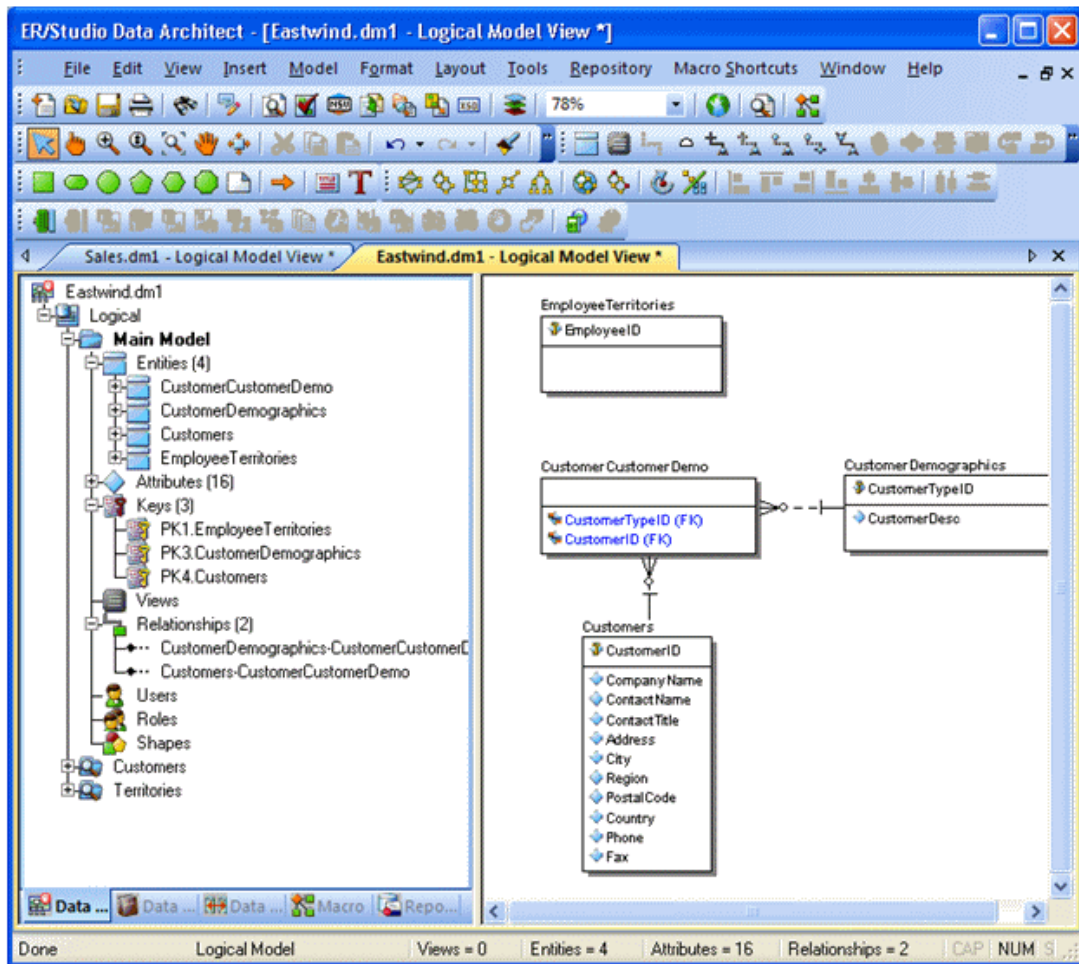 ER/Studio Data Architect - [Eastwind.dm1 - Logical Model View *]
File Edit View Insert Model Format Layout Tools Repository Macro Shortcuts Window Help
78%
Sales.dm1 - Logical Model View *
Eastwind.dm1 - Logical Model View *
Eastwind.dm1
Logical
Main Model
Entities (4)
CustomerCustomerDemo
CustomerDemographics
Customers
EmployeeTerritories
Attributes (16)
Keys (3)
PK1.EmployeeTerritories
PK3.CustomerDemographics
PK4.Customers
Views
Relationships (2)
CustomerDemographics-CustomerCustomerD
Customers-CustomerCustomerDemo
Users
Roles
Shapes
Customers
Territories
Data ... Data ... Data ... Macro Repo...
EmployeeTerritories
EmployeeID
CustomerCustomerDemo
CustomerTypeID (FK)
CustomerID (FK)
CustomerDemographics
CustomerTypeID
CustomerDesc
Customers
CustomerID
CompanyName
ContactName
ContactTitle
Address
City
Region
PostalCode
Country
Phone
Fax
Done Logical Model Views = 0 Entities = 4 Attributes = 16 Relationships = 2 CAP NUM S